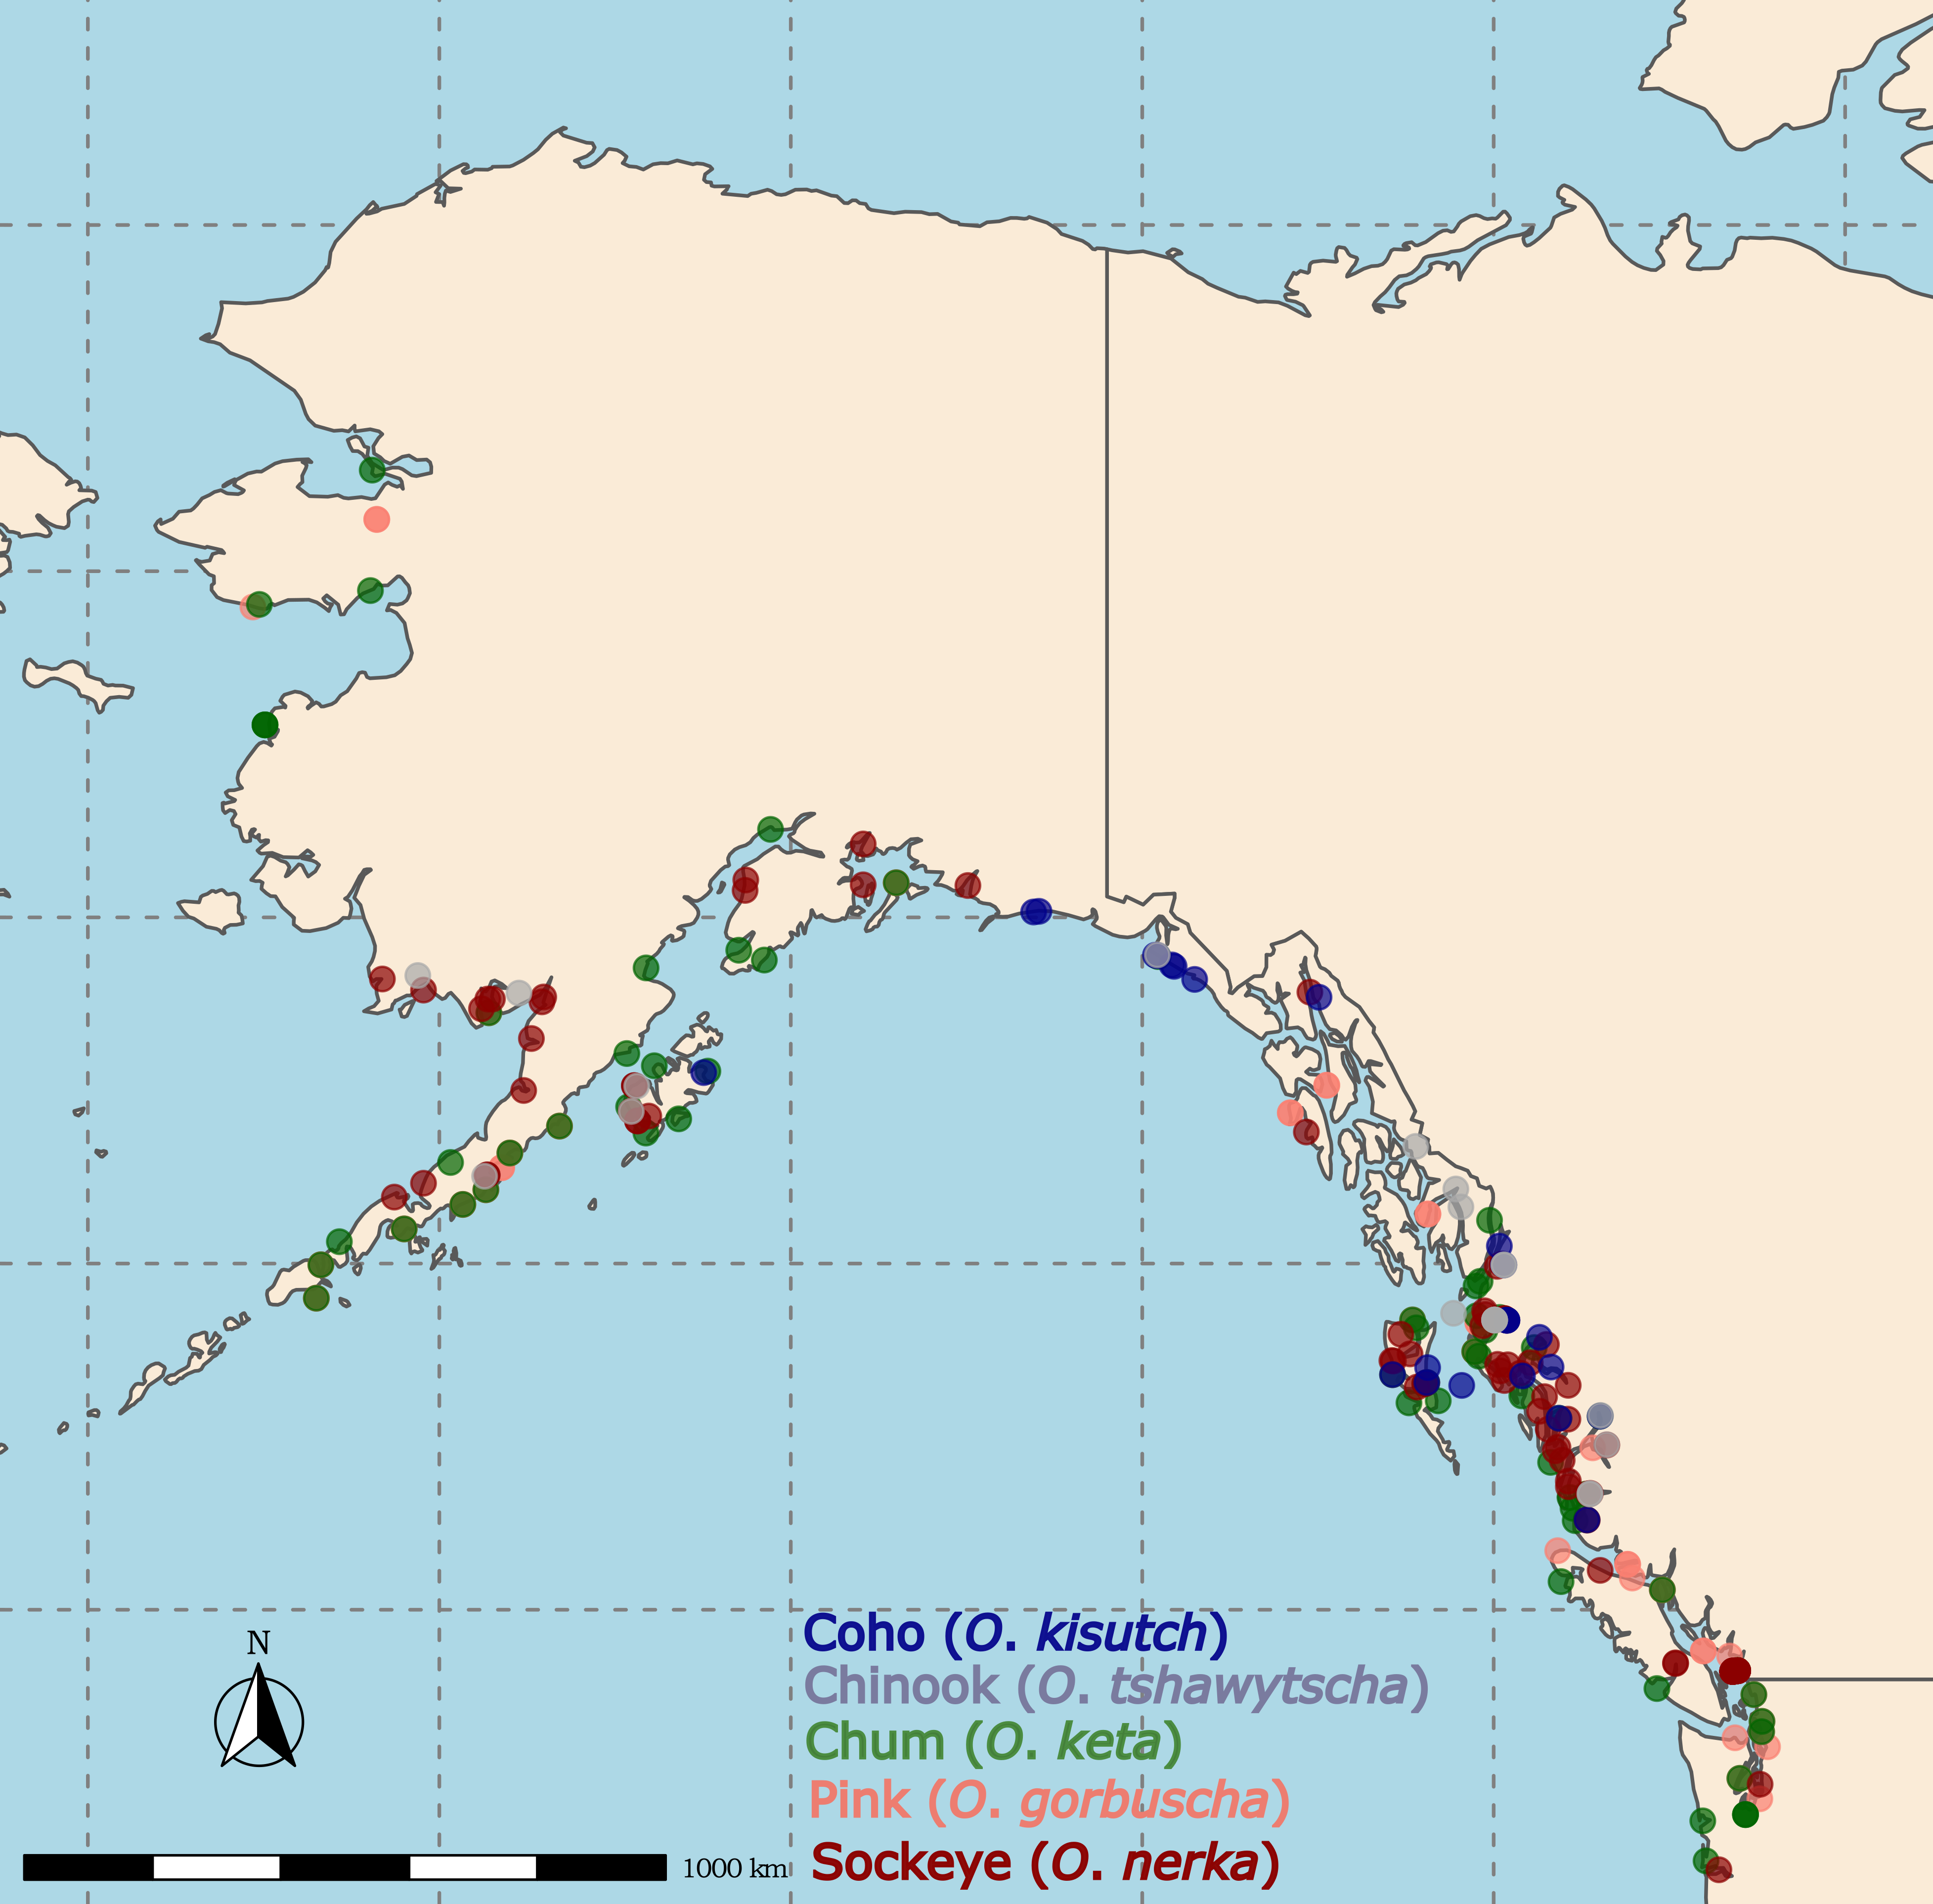 Coho (O. kisutch)
Chinook (O. tshawytscha)
N
Chum (O. keta)
Pink (O. gorbuscha)
Sockeye (O. nerka)
1000 km